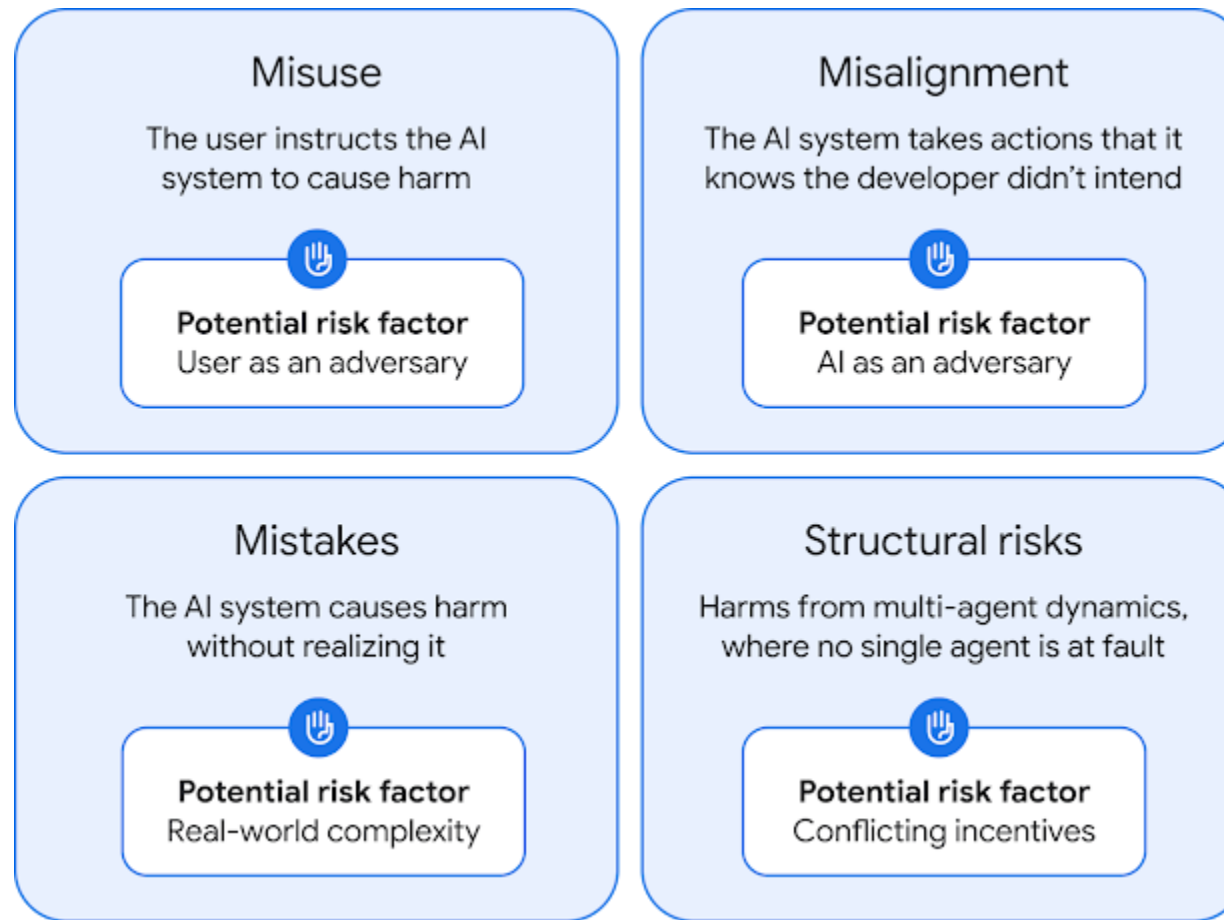 Misuse
The user instructs the AI
system to cause harm
Potential risk factor
User as an adversary
Misalignment
The AI system takes actions that it
knows the developer didn’t intend
Potential risk factor
AI as an adversary
Mistakes
The AI system causes harm
without realizing it
Potential risk factor
Real-world complexity
Structural risks
Harms from multi-agent dynamics,
where no single agent is at fault
Potential risk factor
Conflicting incentives